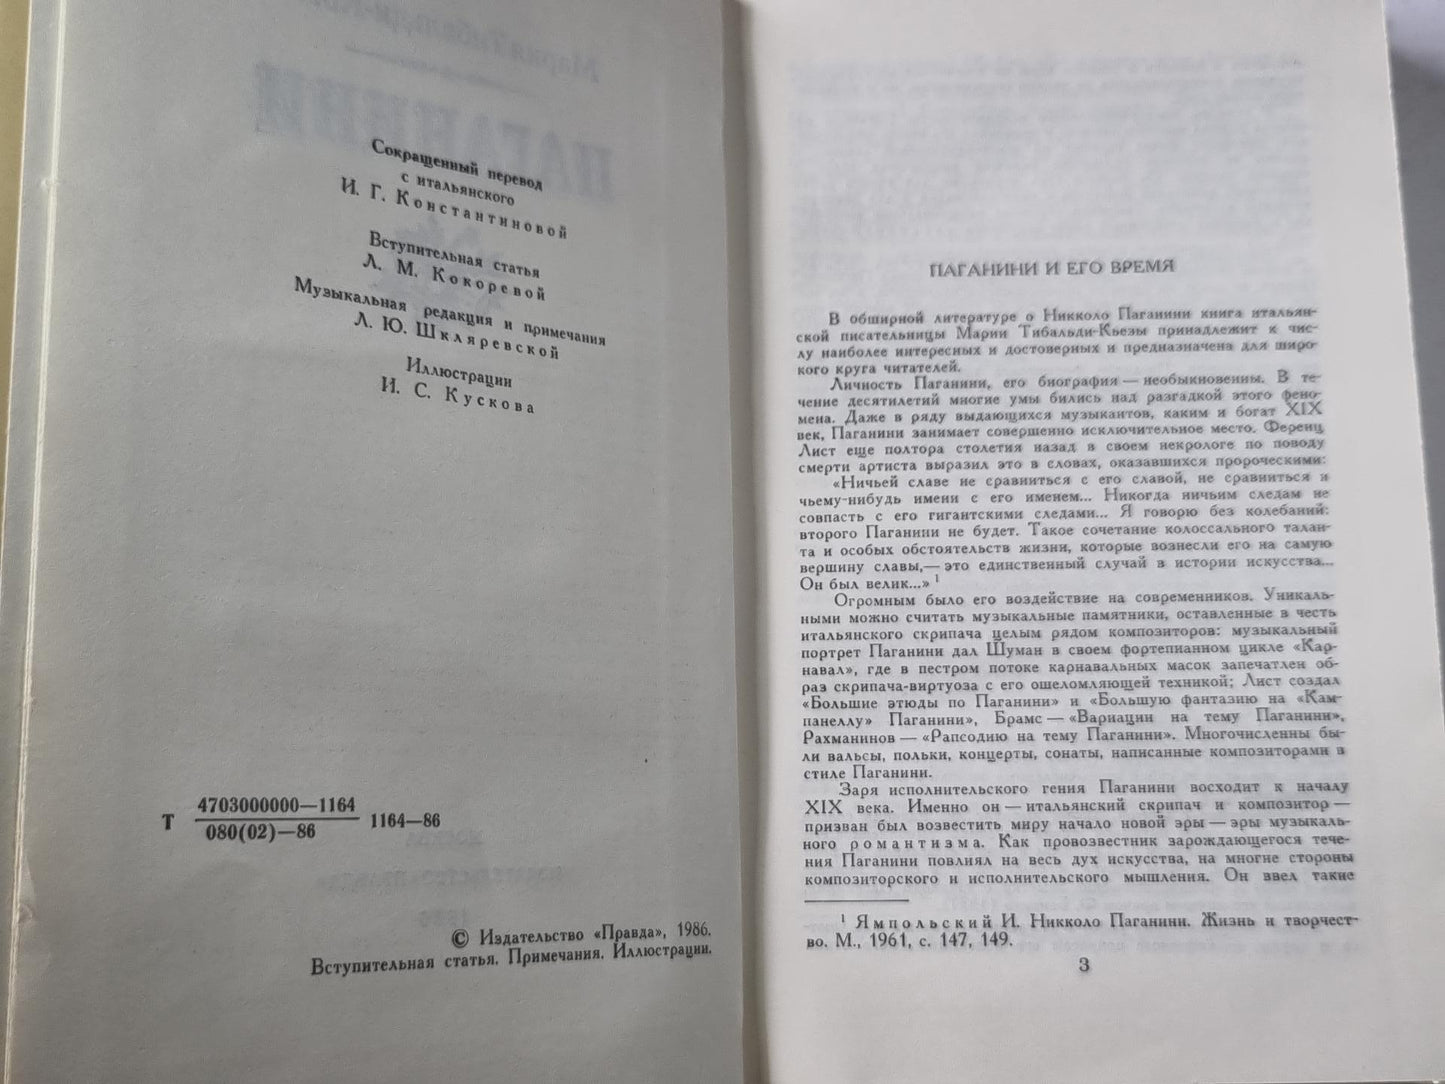 Сокращенный перевод
с итальянского
И. Г. Константиновой
Вступительная статья
Л. М. Кокоревой
Музыкальная редакция и примечания
Л. Ю. Шкляревской
Иллюстрации
И. С. Кускова
Т 4703000000—1164 1164—86
080(02)—86
© Издательство «Правда», 1986.
Вступительная статья. Примечания. Иллюстрации.
ПАГАНИНИ И ЕГО ВРЕМЯ
В обширной литературе о Никколо Паганини книга итальян-
ской писательницы Марии Тибальди-Кьезы принадлежит к чис-
лу наиболее интересных и достоверных и предназначена для широ-
кого круга читателей.
Личность Паганини, его биография — необыкновенны. В те-
чение десятилетий многие умы бились над разгадкой этого фено-
мена. Даже в ряду выдающихся музыкантов, каким и богат XIX
век, Паганини занимает совершенно исключительное место. Ференц
Лист еще полтора столетия назад в своем некрологе по поводу
смерти артиста выразил это в словах, оказавшихся пророческими:
«Ничьей славе не сравниться с его славой, не сравниться и
чьему-нибудь имени с его именем... Никогда ничьим следам не
совпасть с его гигантскими следами... Я говорю без колебаний:
второго Паганини не будет. Такое сочетание колоссального талан-
та и особых обстоятельств жизни, которые вознесли его на самую
вершину славы,— это единственный случай в истории искусства...
Он был велик...» 1
Огромным было его воздействие на современников. Уникаль-
ными можно считать музыкальные памятники, оставленные в честь
итальянского скрипача целым рядом композиторов: музыкальный
портрет Паганини дал Шуман в своем фортепианном цикле «Кар-
навал», где в пестром потоке карнавальных масок запечатлен об-
раз скрипача-виртуоза с его ошеломляющей техникой; Лист создал
«Большие этюды по Паганини» и «Большую фантазию на «Кам-
панеллу» Паганини», Брамс — «Вариации на тему Паганини»,
Рахманинов — «Рапсодию на тему Паганини». Многочисленны бы-
ли вальсы, польки, концерты, сонаты, написанные композиторами в
стиле Паганини.
Заря исполнительского гения Паганини восходит к началу
XIX века. Именно он — итальянский скрипач и композитор —
призван был возвестить миру начало новой эры — эры музыкаль-
ного романтизма. Как провозвестник зарождающегося тече-
ния Паганини повлиял на весь дух искусства, на многие стороны
композиторского и исполнительского мышления. Он ввел такие
1 Ямпольский И. Никколо Паганини. Жизнь и творчест-
во. М., 1961, с. 147, 149.
3